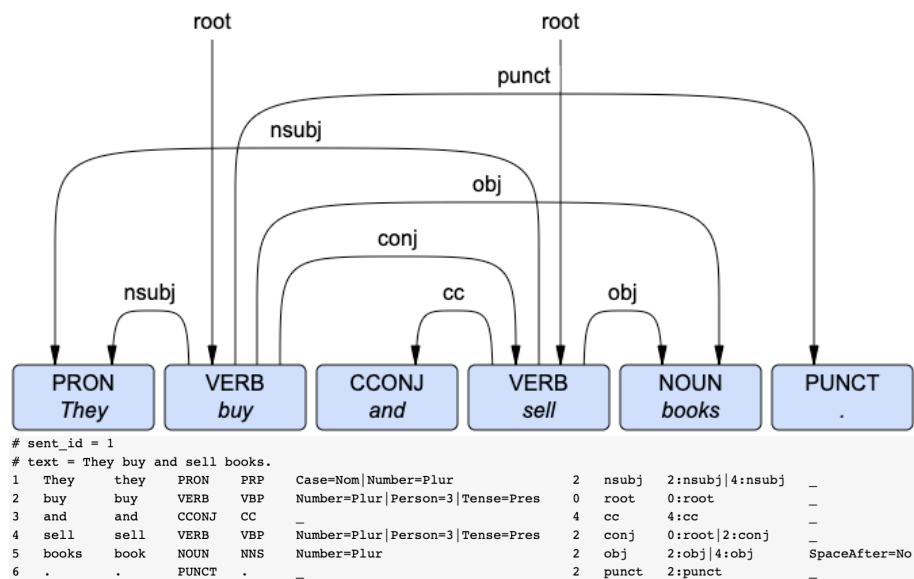 root root
punct
nsubj
obj
conj
nsubj cc obj
PRON VERB CCONJ VERB NOUN PUNCT
They buy and sell books .
# sent_id = 1
# text = They buy and sell books.
1 They they PRON PRP Case=Nom|Number=Plur 2 nsubj 2:nsubj|4:nsubj _
2 buy buy VERB VBP Number=Plur|Person=3|Tense=Pres 0 root 0:root _
3 and and CCONJ CC _ 4 cc 4:cc _
4 sell sell VERB VBP Number=Plur|Person=3|Tense=Pres 2 conj 0:root|2:conj _
5 books book NOUN NNS Number=Plur 2 obj 2:obj|4:obj SpaceAfter=No
6 . . PUNCT . _ 2 punct 2:punct _